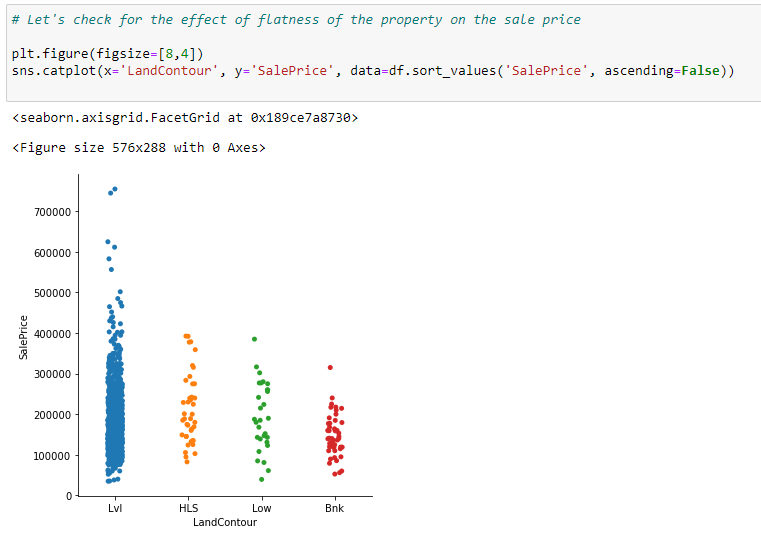 # Let's check for the effect of flatness of the property on the sale price
plt.figure(figsize=[8,4])
sns.catplot(x='LandContour', y='SalePrice', data=df.sort_values('SalePrice', ascending=False))
<seaborn.axisgrid.FacetGrid at 0x189ce7a8730>
<Figure size 576x288 with 0 Axes>
700000
600000
500000
400000
300000
200000
100000
0
SalePrice
Lvl HLS Low Bnk
LandContour